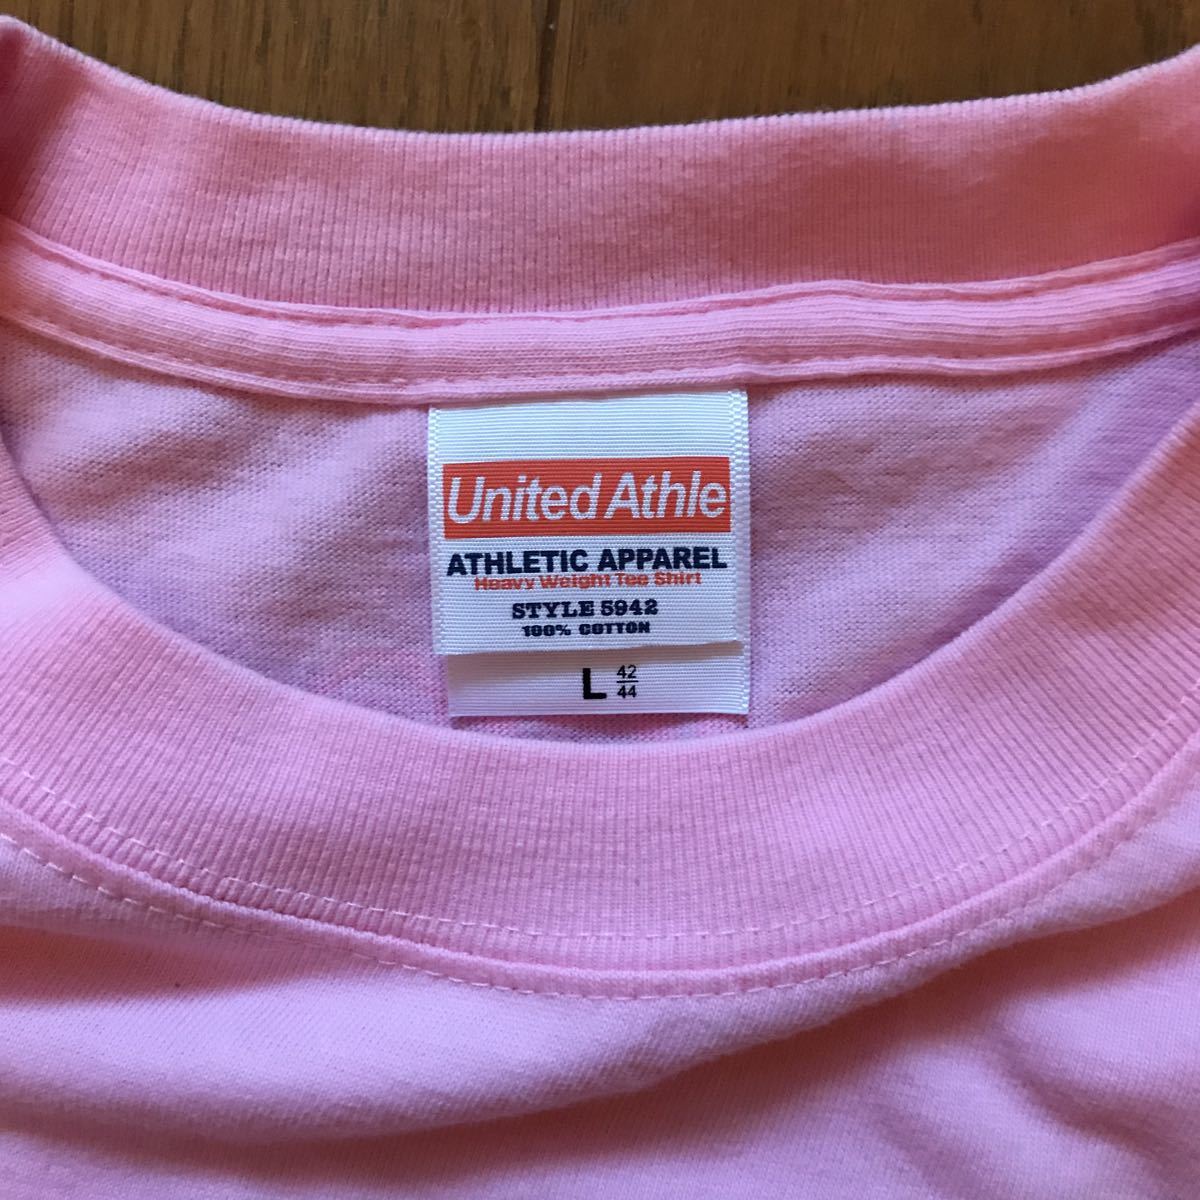 United Athle
ATHLETIC APPAREL
Heavy Weight Tee Shirt
STYLE 5942
100% COTTON
L 42/44